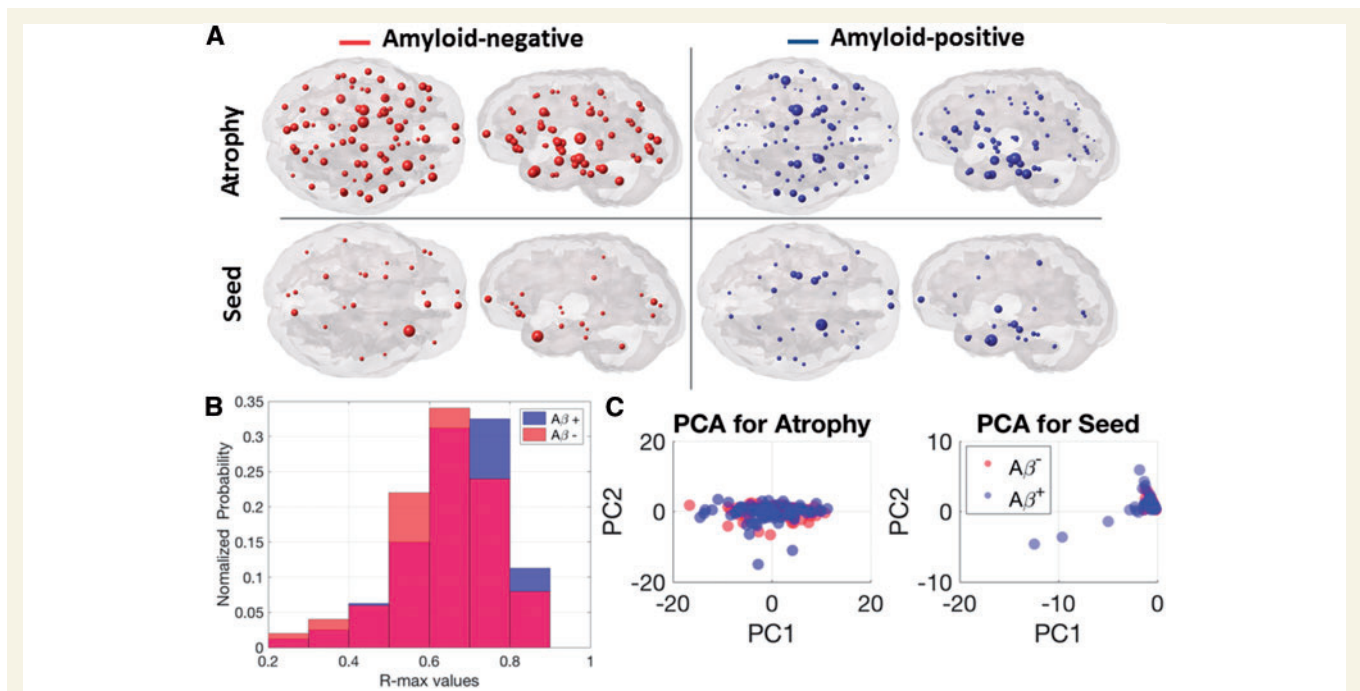 A
Amyloid-negative
Amyloid-positive
Atrophy
Seed
B
Nomalized Probability
0.35
0.3
0.25
0.2
0.15
0.1
0.05
0
0.2
0.4
0.6
0.8
1
R-max values
Aβ +
Aβ -
C
PCA for Atrophy
PC2
20
0
-20
-20
0
20
PC1
PCA for Seed
PC2
10
0
-10
-20
-10
0
PC1
Aβ⁻
Aβ⁺